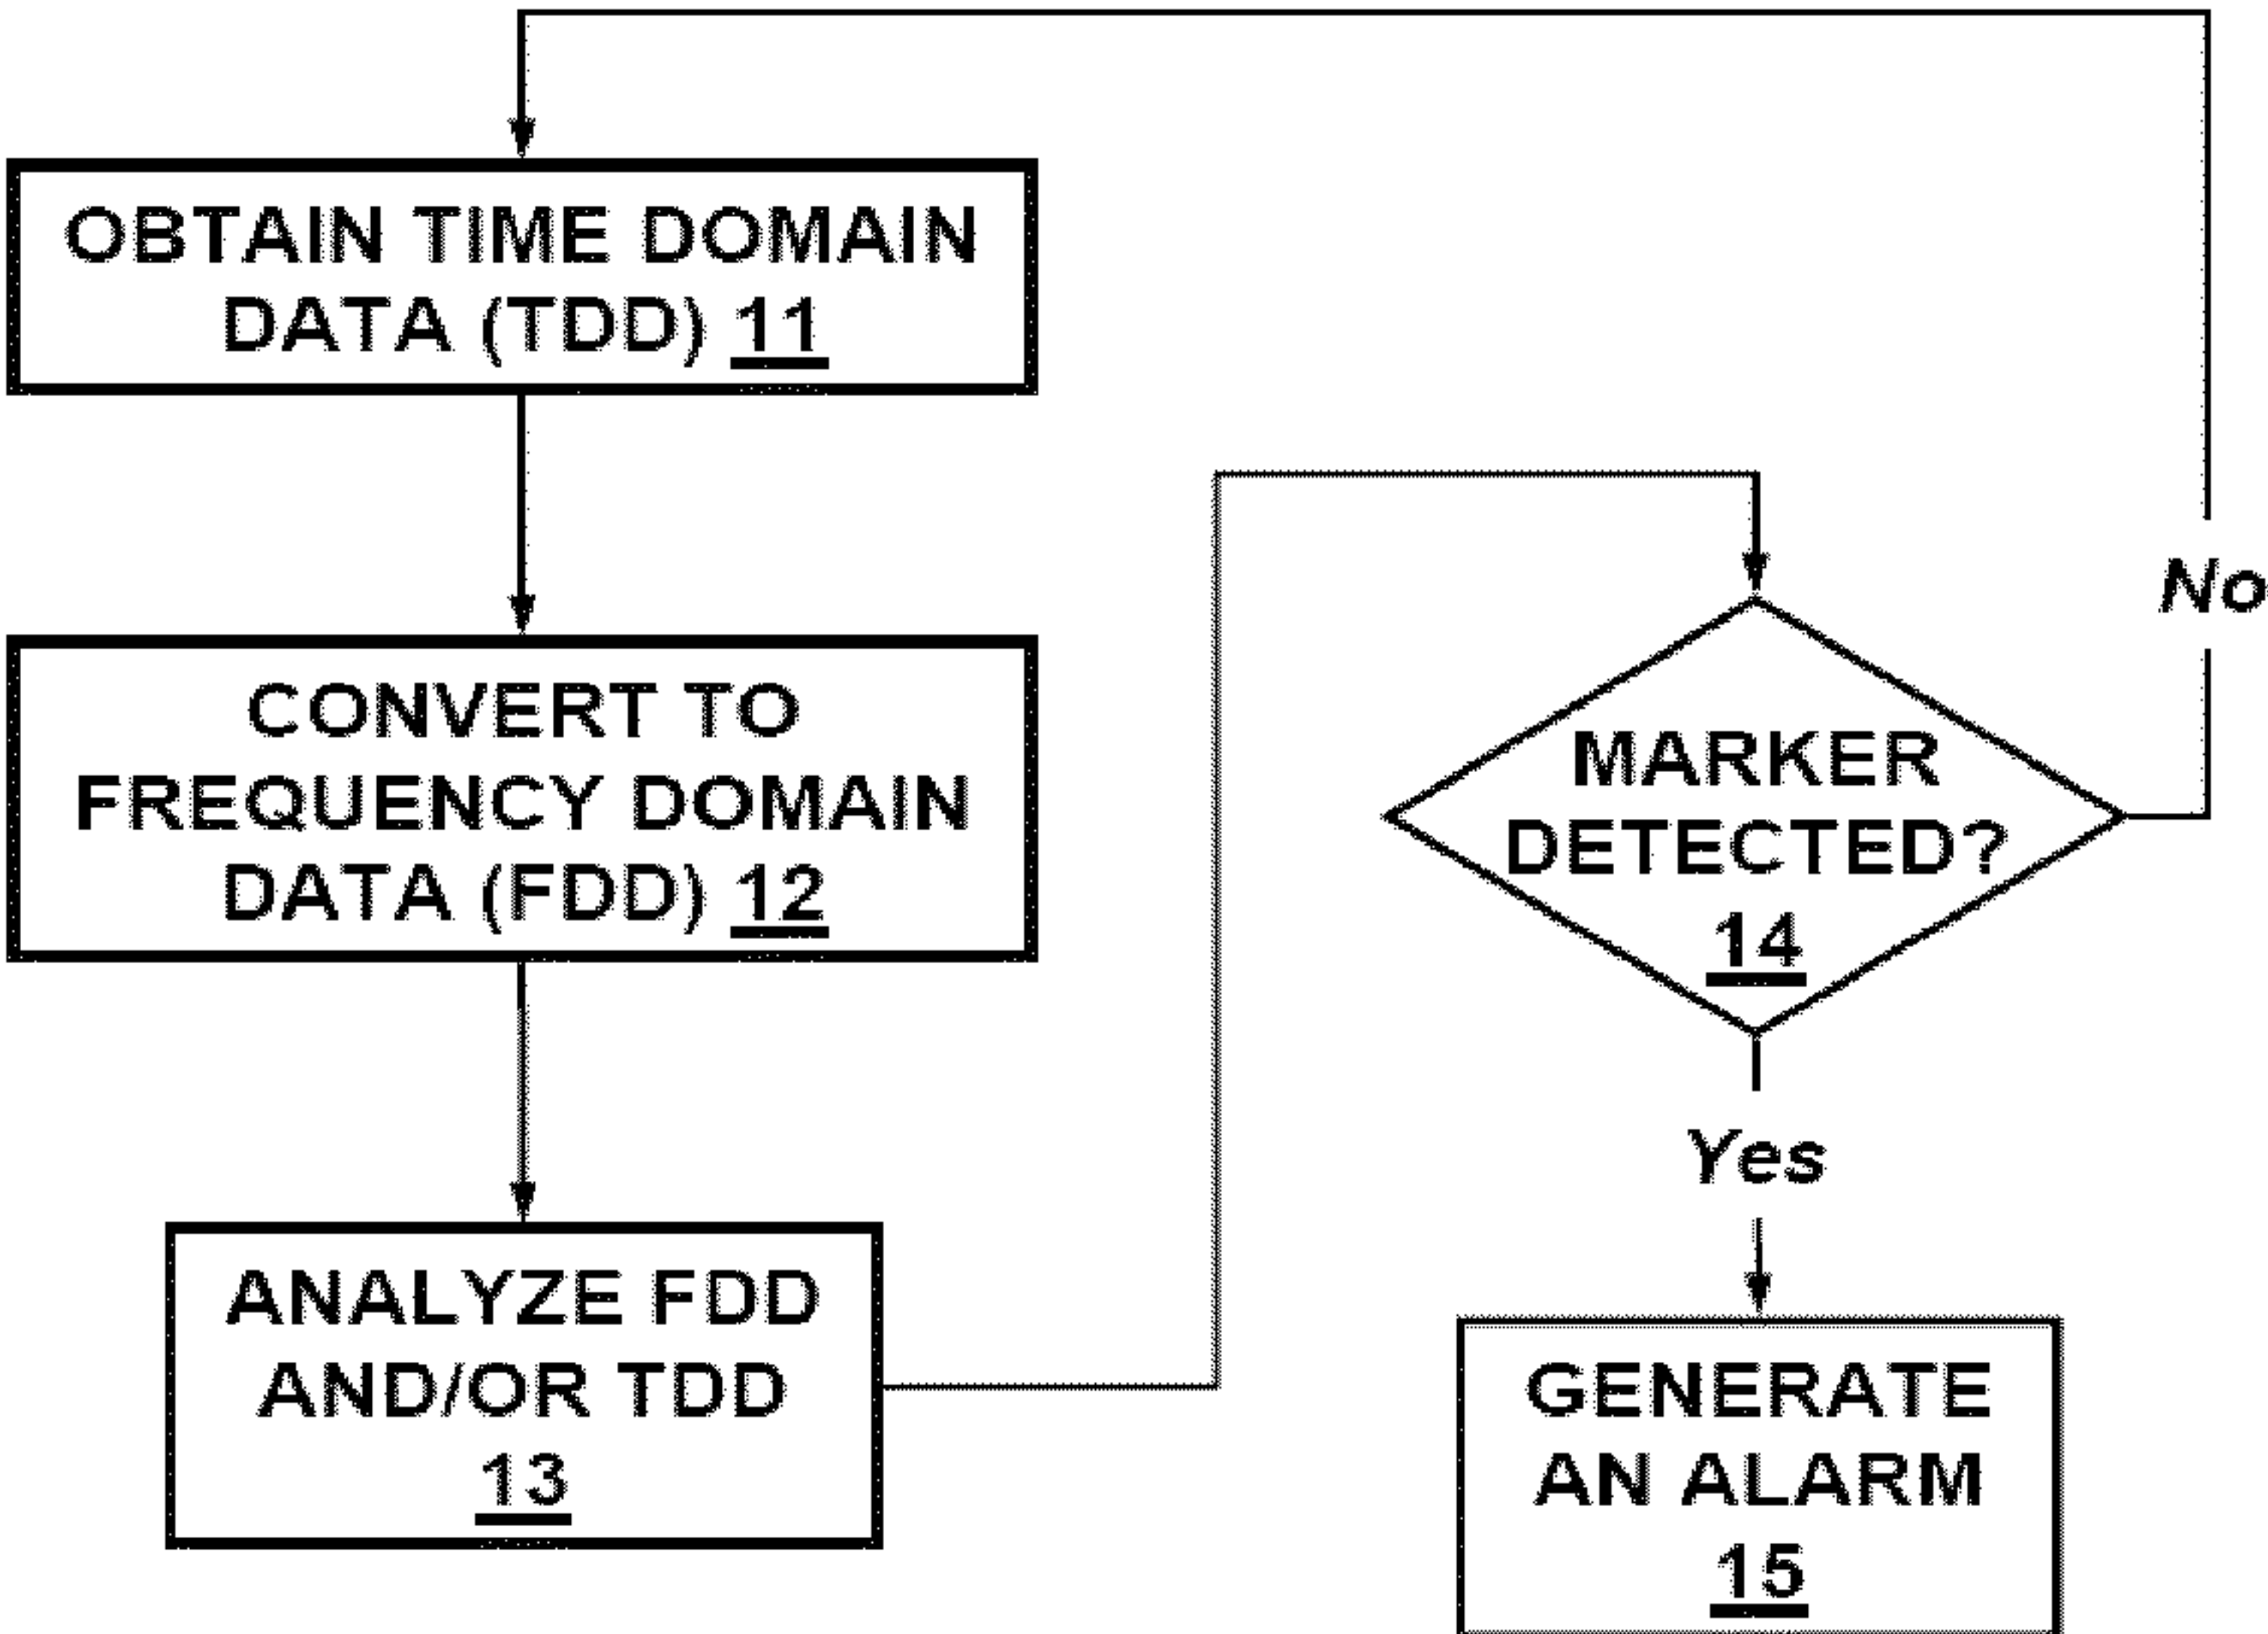 OBTAIN TIME DOMAIN
DATA (TDD) 11
CONVERT TO
FREQUENCY DOMAIN
DATA (FDD) 12
ANALYZE FDD
AND/OR TDD
13
MARKER
DETECTED?
14
No
Yes
GENERATE
AN ALARM
15